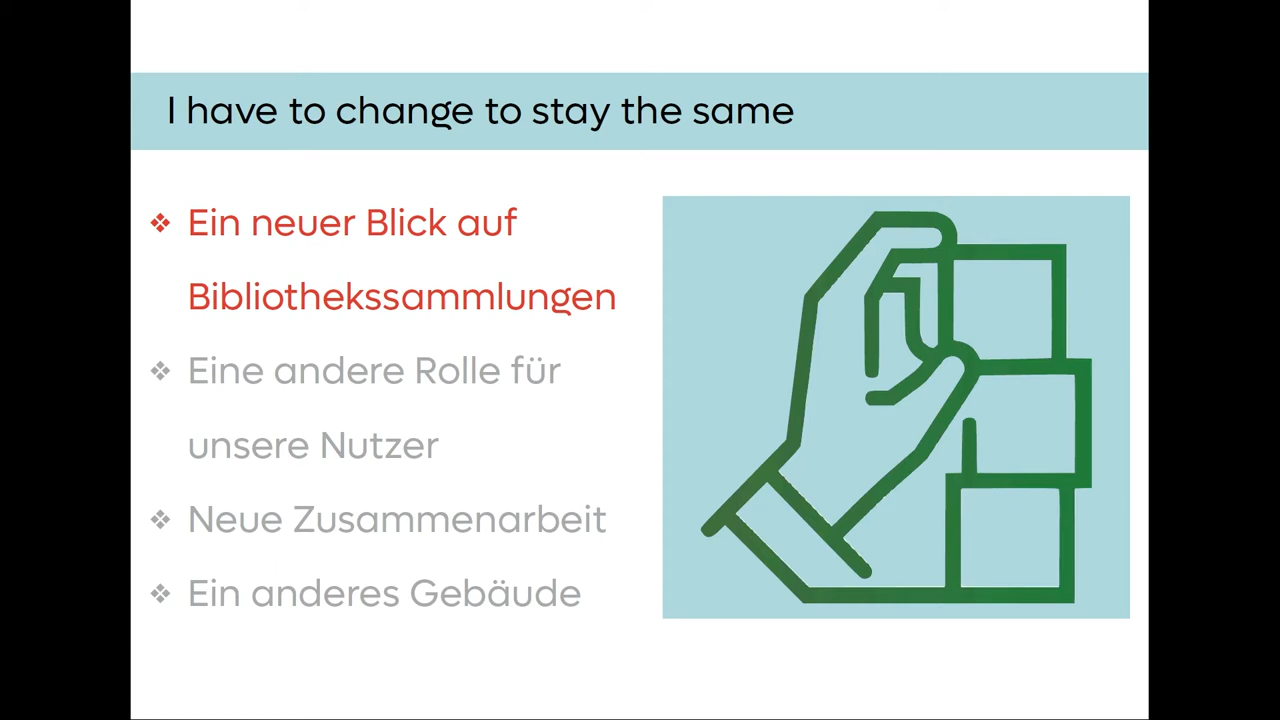 I have to change to stay the same
❖ Ein neuer Blick auf
Bibliothekssammlungen
❖ Eine andere Rolle für
unsere Nutzer
❖ Neue Zusammenarbeit
❖ Ein anderes Gebäude